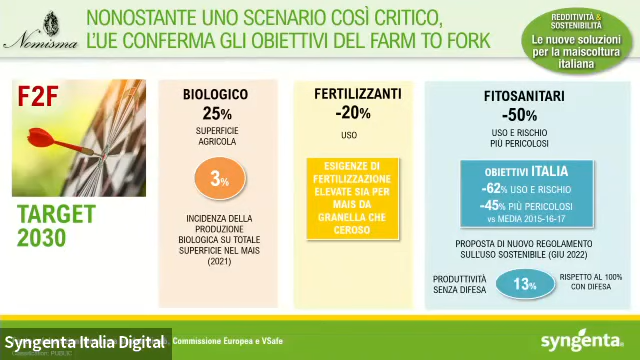 Nomisma
NONOSTANTE UNO SCENARIO COSÌ CRITICO,
L'UE CONFERMA GLI OBIETTIVI DEL FARM TO FORK
REDDITIVITÀ &
SOSTENIBILITÀ
Le nuove soluzioni
per la maiscoltura
italiana
F2F
TARGET
2030
BIOLOGICO
25%
SUPERFICIE
AGRICOLA
3%
INCIDENZA DELLA
PRODUZIONE
BIOLOGICA SU TOTALE
SUPERFICIE NEL MAIS
(2021)
FERTILIZZANTI
-20%
USO
ESIGENZE DI
FERTILIZZAZIONE
ELEVATE SIA PER
MAIS DA
GRANELLA CHE
CEROSO
FITOSANITARI
-50%
USO E RISCHIO
PIÙ PERICOLOSI
OBIETTIVI ITALIA
-62% USO E RISCHIO
-45% PIÙ PERICOLOSI
vs MEDIA 2015-16-17
PROPOSTA DI NUOVO REGOLAMENTO
SULL'USO SOSTENIBILE (GIU 2022)
PRODUTTIVITÀ
SENZA DIFESA
13%
RISPETTO AL 100%
CON DIFESA
, Commissione Europea e VSafe
Syngenta Italia Digital
Classification: PUBLIC
syngenta